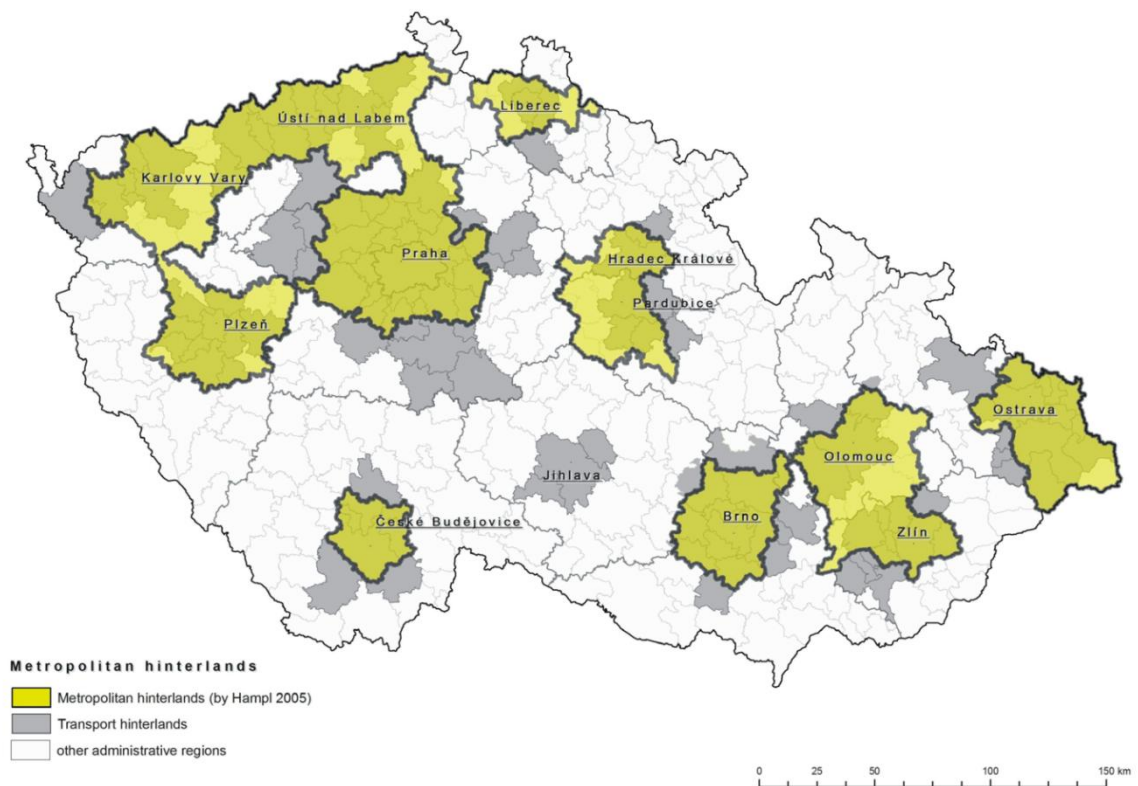 Liberec
Ústí nad Labem
Karlovy Vary
Praha
Hradec Králové
Pardubice
Plzeň
Ostrava
Olomouc
Jihlava
Brno
České Budějovice
Zlín
Metropolitan hinterlands
Metropolitan hinterlands (by Hampl 2005)
Transport hinterlands
other administrative regions
0 25 50 100 150 km